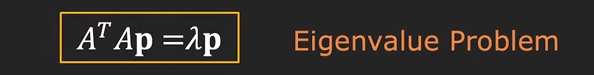 AᵀA𝐩 =λ𝐩 Eigenvalue Problem